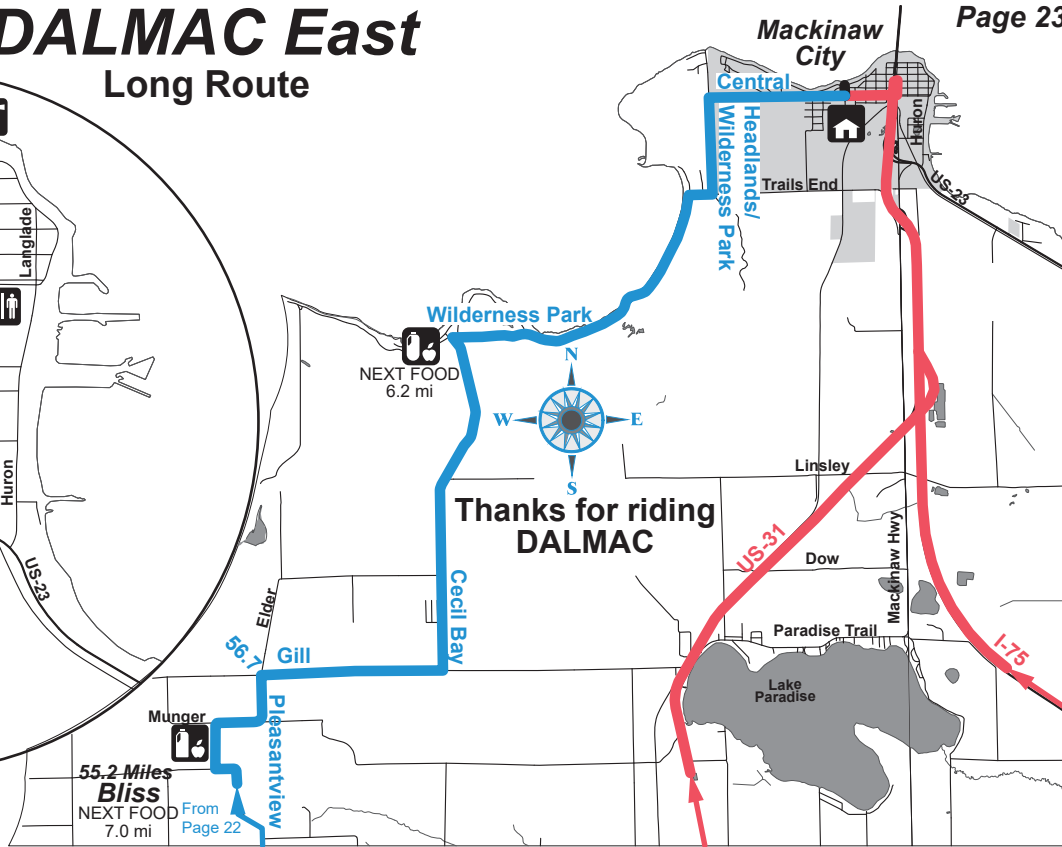 DALMAC East
Long Route
Page 23
Mackinaw
City
Central
Headlands/
Wilderness Park
Huron
Trails End
US-23
Langlade
Wilderness Park
NEXT FOOD
6.2 mi
N
W
E
S
Linsley
Huron
Thanks for riding
DALMAC
US-31
Mackinaw Hwy
Dow
US-23
Elder
Cecil Bay
Paradise Trail
56.7
Gill
I-75
Lake
Paradise
Munger
Pleasantview
55.2 Miles
Bliss
NEXT FOOD
7.0 mi
From
Page 22